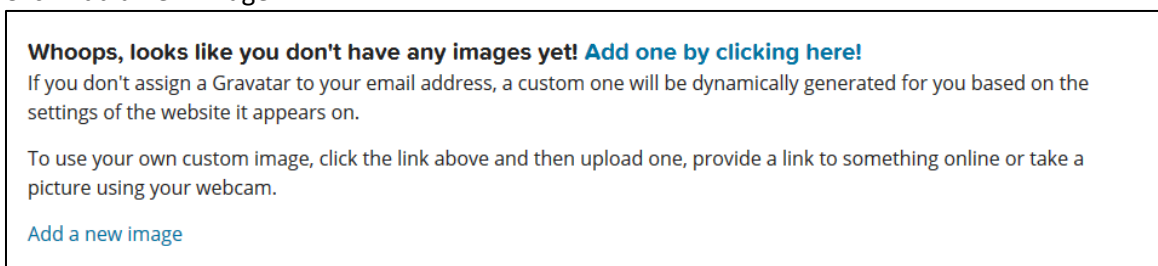 Whoops, looks like you don't have any images yet! Add one by clicking here!
If you don't assign a Gravatar to your email address, a custom one will be dynamically generated for you based on the
settings of the website it appears on.
To use your own custom image, click the link above and then upload one, provide a link to something online or take a
picture using your webcam.
Add a new image